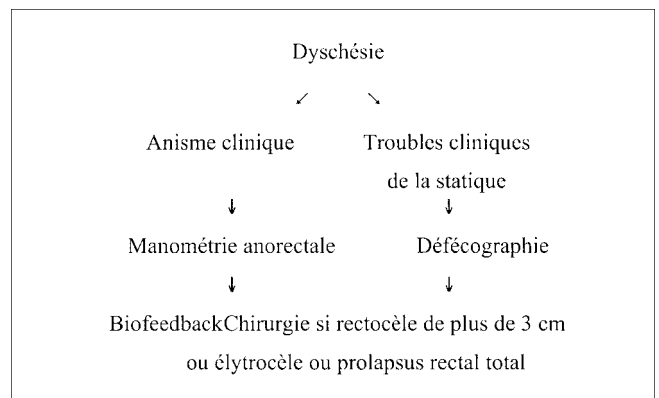 Dyschésie
Anisme clinique Troubles cliniques
de la statique
Manométrie anorectale Défécographie
BiofeedbackChirurgie si rectocèle de plus de 3 cm
ou élytrocèle ou prolapsus rectal total